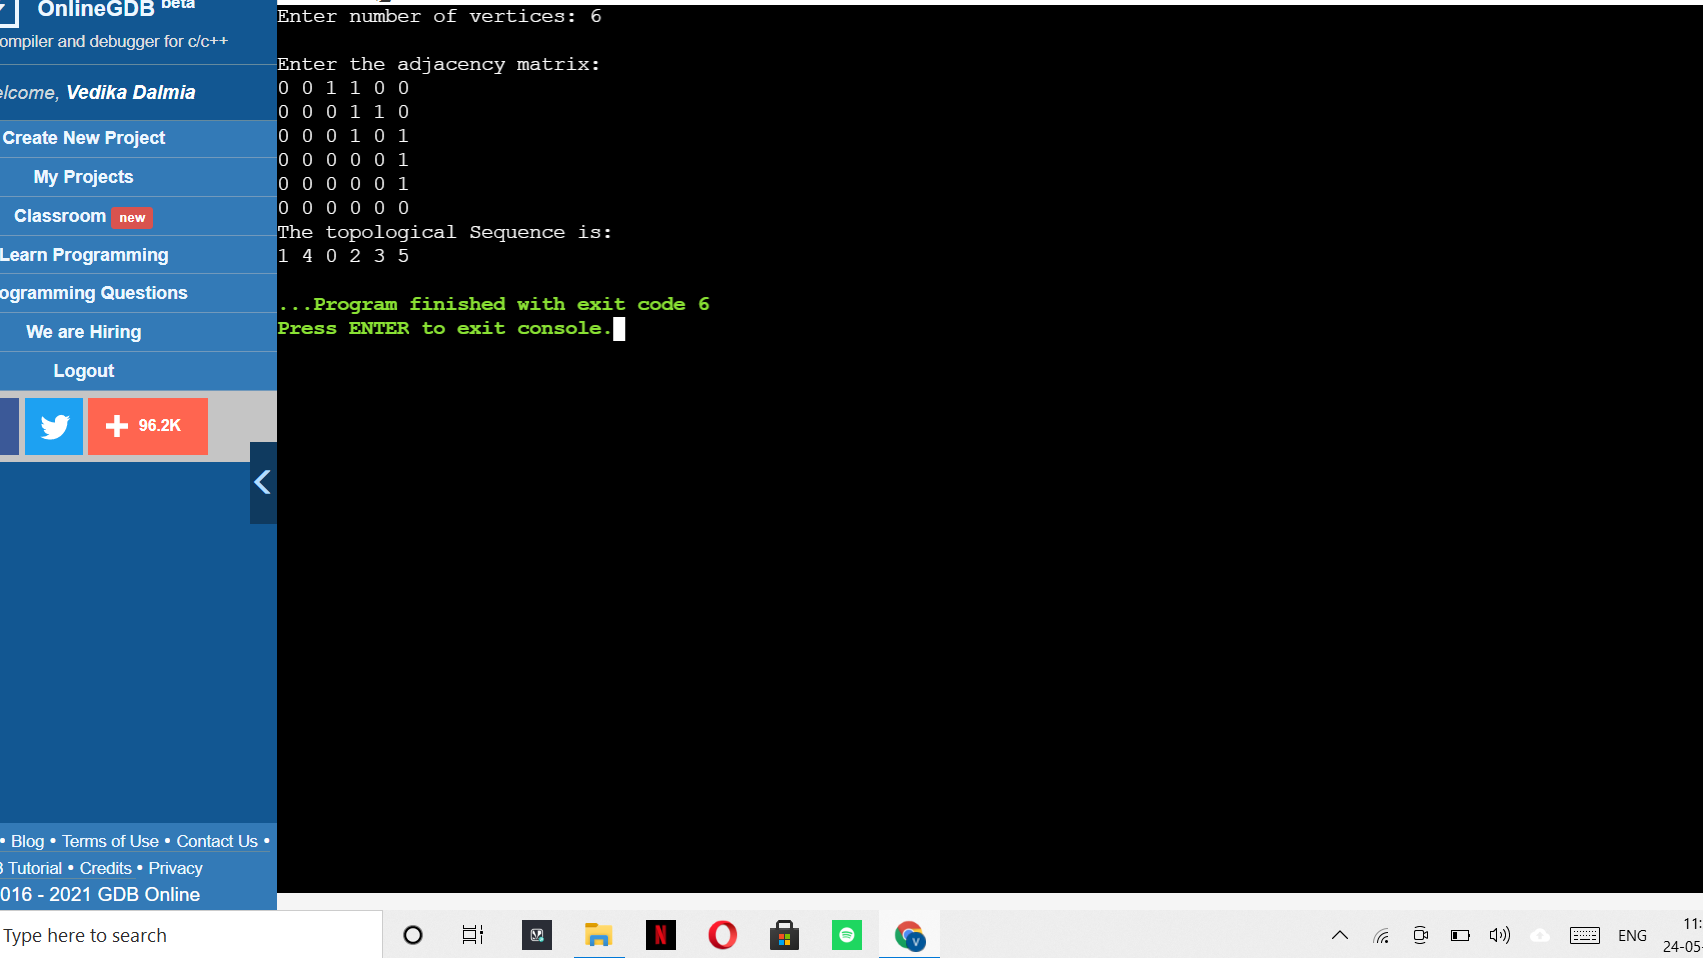 OnlineGDB beta
ompiler and debugger for c/c++
elcome, Vedika Dalmia
Create New Project
My Projects
Classroom new
Learn Programming
ogramming Questions
We are Hiring
Logout
96.2K
• Blog • Terms of Use • Contact Us •
B Tutorial • Credits • Privacy
016 - 2021 GDB Online
Enter number of vertices: 6
Enter the adjacency matrix:
0 0 1 1 0 0
0 0 0 1 1 0
0 0 0 1 0 1
0 0 0 0 0 1
0 0 0 0 0 1
0 0 0 0 0 0
The topological Sequence is:
1 4 0 2 3 5
...Program finished with exit code 6
Press ENTER to exit console.
Type here to search
N
V
ENG
11:
24-05-